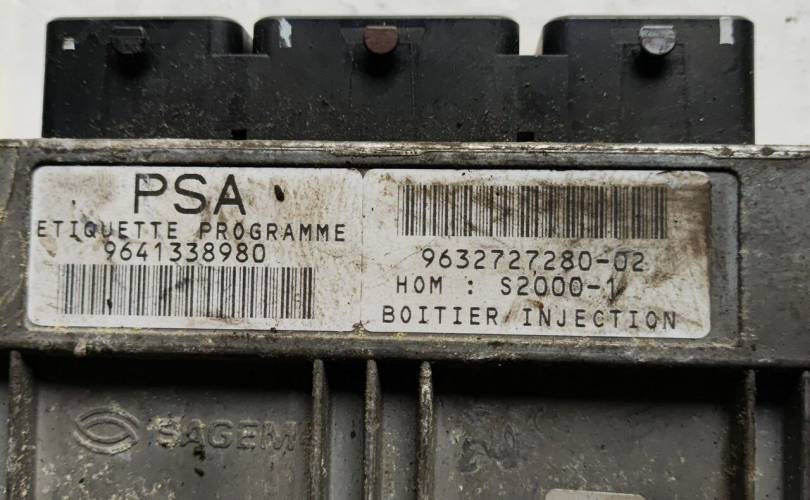 PSA
ETIQUETTE PROGRAMME
9641338980
9632727280-02
HOM : S2000-1
BOITIER INJECTION
SAGEM